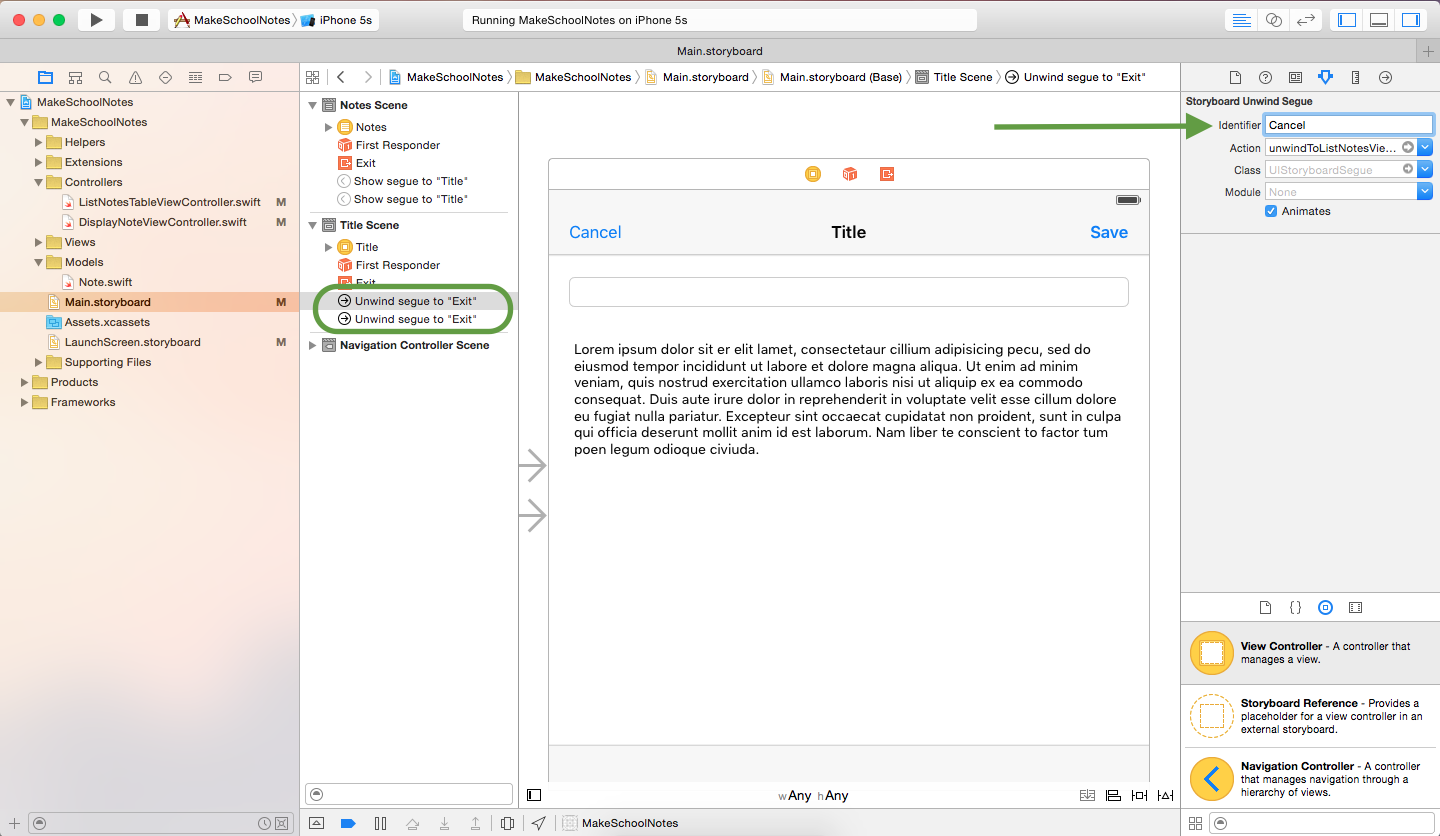 MakeSchoolNotes
iPhone 5s
Running MakeSchoolNotes on iPhone 5s
Main.storyboard
MakeSchoolNotes
MakeSchoolNotes
Main.storyboard
Main.storyboard (Base)
Title Scene
Unwind segue to "Exit"
MakeSchoolNotes
MakeSchoolNotes
Helpers
Extensions
Controllers
ListNotesTableViewController.swift M
DisplayNoteViewController.swift M
Views
Models
Note.swift
Main.storyboard M
Assets.xcassets
LaunchScreen.storyboard M
Supporting Files
Products
Frameworks
Notes Scene
Notes
First Responder
Exit
Show segue to "Title"
Show segue to "Title"
Title Scene
Title
First Responder
Exit
Unwind segue to "Exit"
Unwind segue to "Exit"
Navigation Controller Scene
Cancel
Title
Save
Lorem ipsum dolor sit er elit lamet, consectetaur cillium adipisicing pecu, sed do
eiusmod tempor incididunt ut labore et dolore magna aliqua. Ut enim ad minim
veniam, quis nostrud exercitation ullamco laboris nisi ut aliquip ex ea commodo
consequat. Duis aute irure dolor in reprehenderit in voluptate velit esse cillum dolore
eu fugiat nulla pariatur. Excepteur sint occaecat cupidatat non proident, sunt in culpa
qui officia deserunt mollit anim id est laborum. Nam liber te conscient to factor tum
poen legum odioque civiuda.
wAny hAny
MakeSchoolNotes
Storyboard Unwind Segue
Identifier Cancel
Action unwindToListNotesVie...
Class UIStoryboardSegue
Module None
Animates
View Controller - A controller that
manages a view.
Storyboard Reference - Provides a
placeholder for a view controller in an
external storyboard.
Navigation Controller - A controller
that manages navigation through a
hierarchy of views.